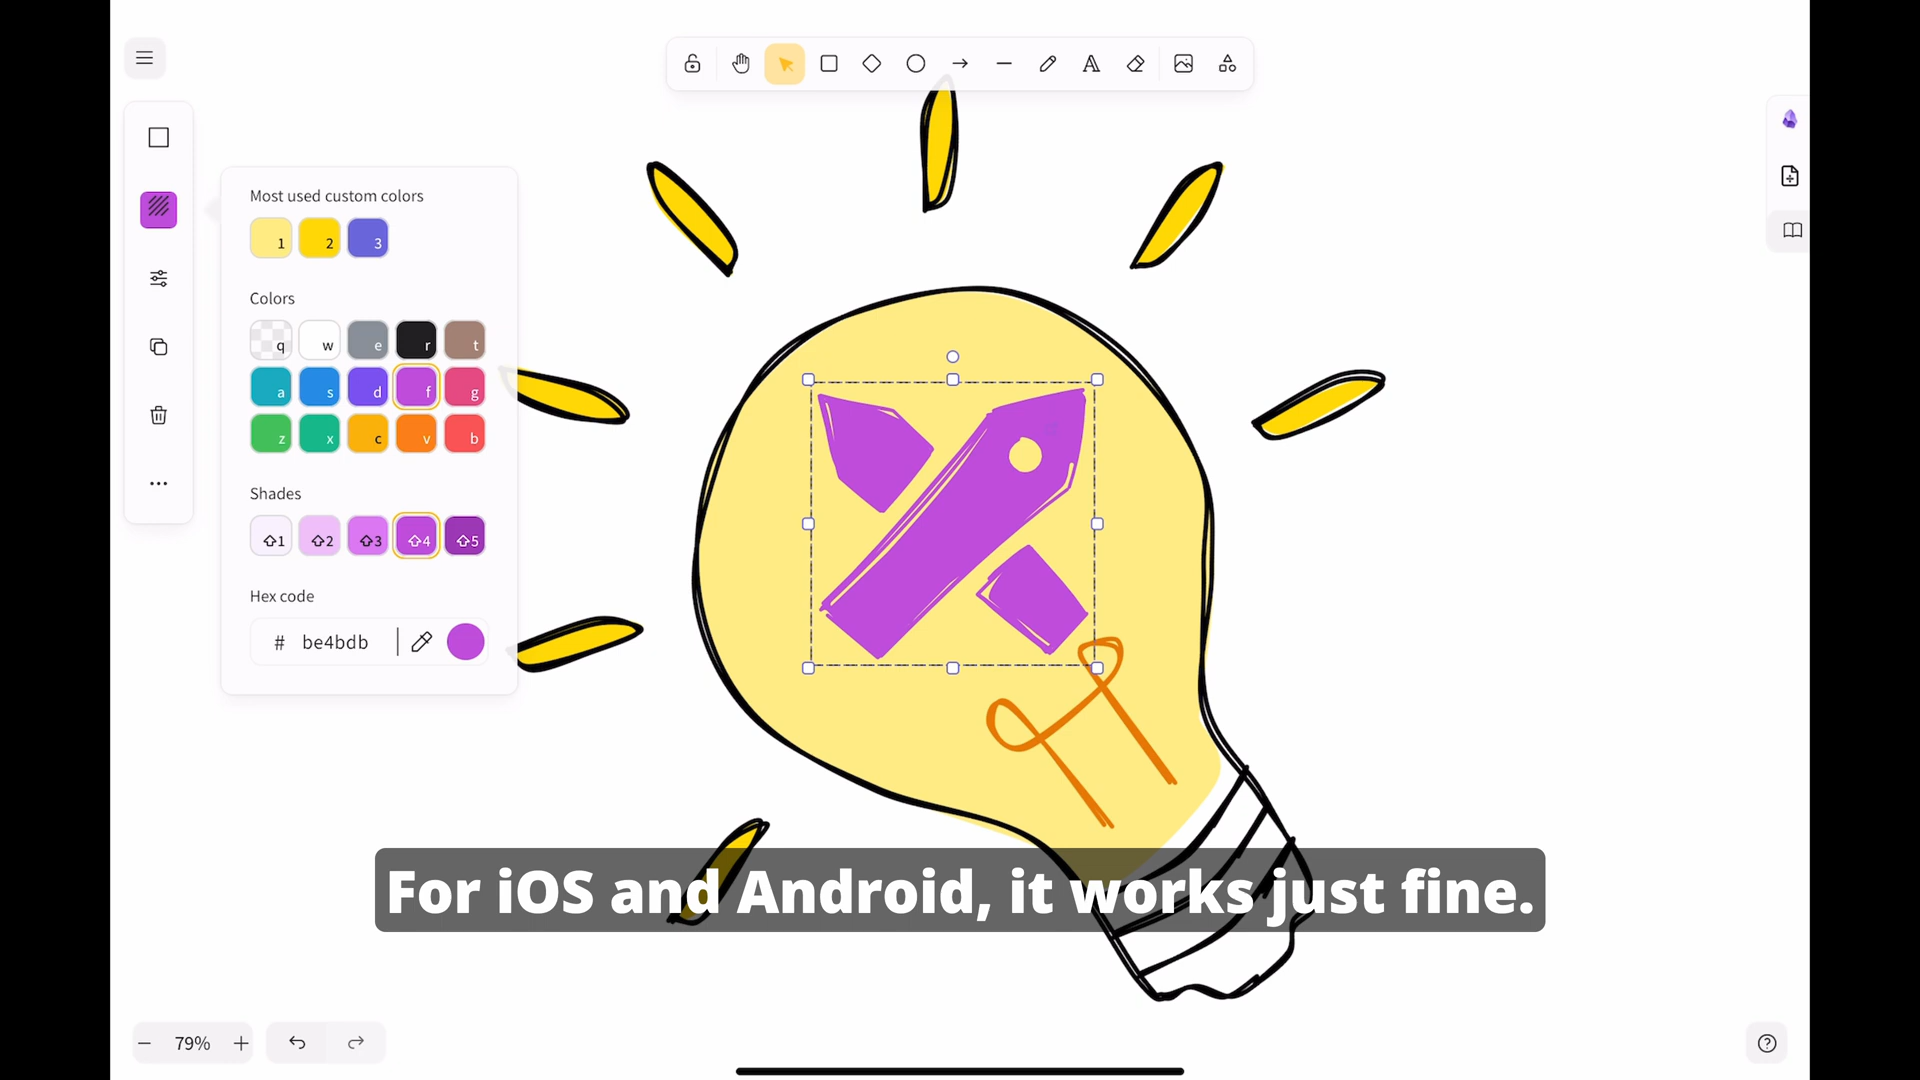 Most used custom colors
1 2 3
Colors
q w e r t
a s d f g
z x c v b
Shades
⇧1 ⇧2 ⇧3 ⇧4 ⇧5
Hex code
# be4bdb
For iOS and Android, it works just fine.
79%